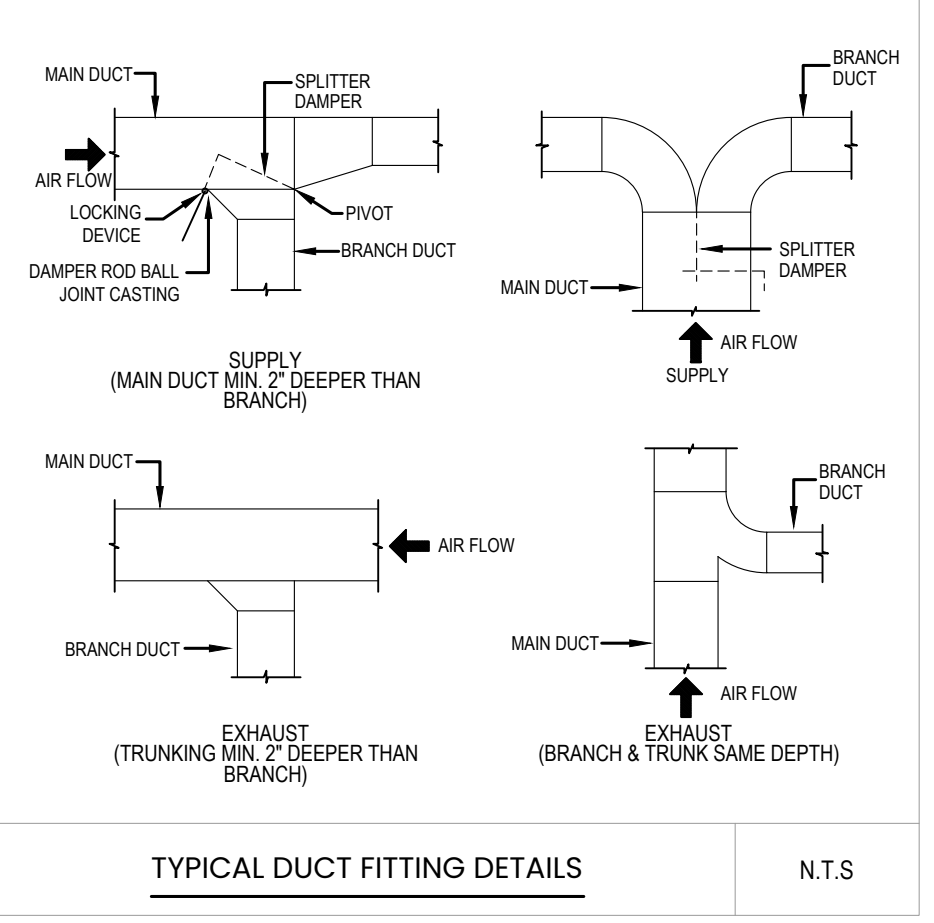 MAIN DUCT
SPLITTER
DAMPER
AIR FLOW
LOCKING
DEVICE
PIVOT
BRANCH DUCT
DAMPER ROD BALL
JOINT CASTING
SUPPLY
(MAIN DUCT MIN. 2" DEEPER THAN
BRANCH)
BRANCH
DUCT
SPLITTER
DAMPER
MAIN DUCT
AIR FLOW
SUPPLY
MAIN DUCT
AIR FLOW
BRANCH DUCT
EXHAUST
(TRUNKING MIN. 2" DEEPER THAN
BRANCH)
BRANCH
DUCT
MAIN DUCT
AIR FLOW
EXHAUST
(BRANCH & TRUNK SAME DEPTH)
TYPICAL DUCT FITTING DETAILS
N.T.S